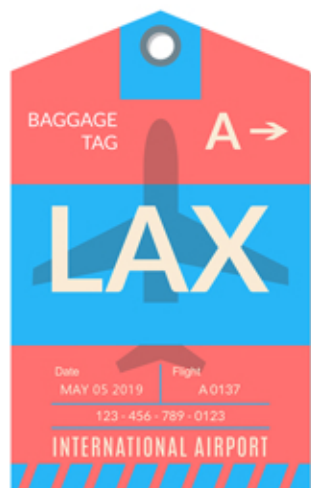 BAGGAGE
TAG
A →
LAX
Date
Flight
MAY 05 2019
A 0137
123 - 456 - 789 - 0123
INTERNATIONAL AIRPORT